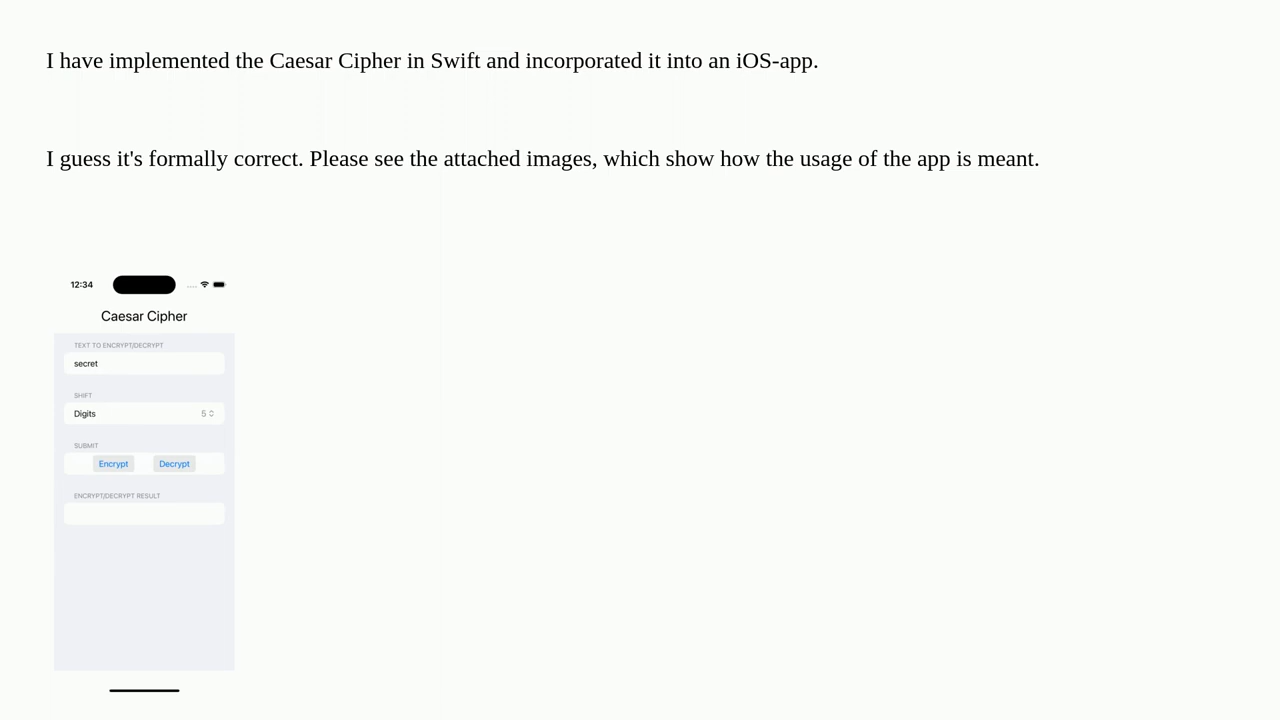 I have implemented the Caesar Cipher in Swift and incorporated it into an iOS-app.
I guess it's formally correct. Please see the attached images, which show how the usage of the app is meant.
12:34
Caesar Cipher
TEXT TO ENCRYPT/DECRYPT
secret
SHIFT
Digits 5
SUBMIT
Encrypt Decrypt
ENCRYPT/DECRYPT RESULT